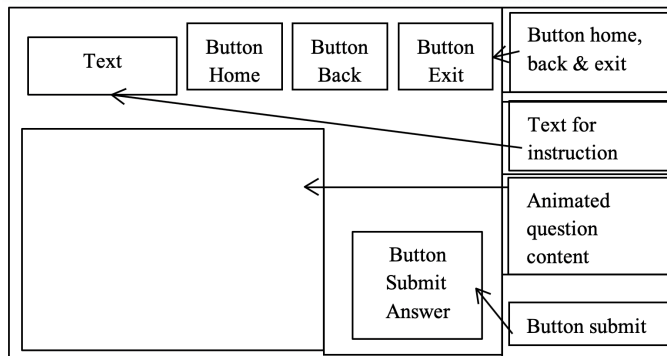 Text
Button
Home
Button
Back
Button
Exit
Button home,
back & exit
Text for
instruction
Animated
question
content
Button
Submit
Answer
Button submit